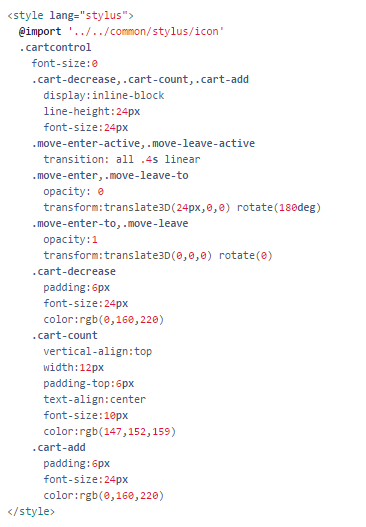 <style lang="stylus">
@import '../../common/stylus/icon'
.cartcontrol
font-size:0
.cart-decrease,.cart-count,.cart-add
display:inline-block
line-height:24px
font-size:24px
.move-enter-active,.move-leave-active
transition: all .4s linear
.move-enter,.move-leave-to
opacity: 0
transform:translate3D(24px,0,0) rotate(180deg)
.move-enter-to,.move-leave
opacity:1
transform:translate3D(0,0,0) rotate(0)
.cart-decrease
padding:6px
font-size:24px
color:rgb(0,160,220)
.cart-count
vertical-align:top
width:12px
padding-top:6px
text-align:center
font-size:10px
color:rgb(147,152,159)
.cart-add
padding:6px
font-size:24px
color:rgb(0,160,220)
</style>